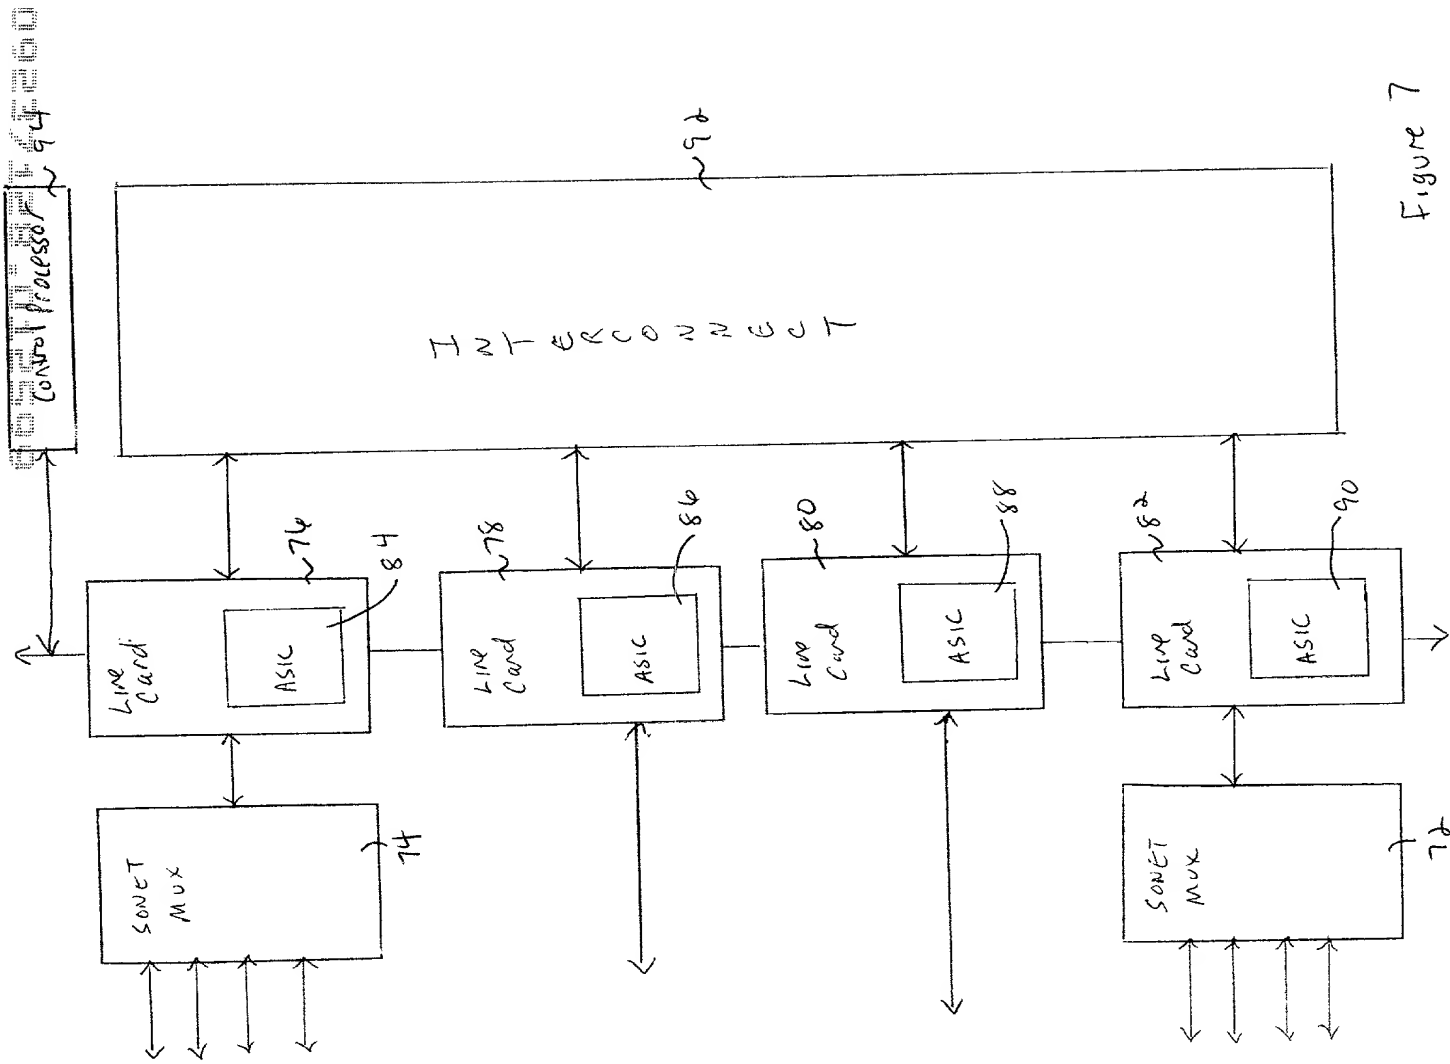 Control Processor
94
92
INTERCONNECT
76
84
Line
Card
ASIC
78
86
Line
Card
ASIC
80
88
Line
Card
ASIC
82
90
Line
Card
ASIC
SONET
MUX
74
SONET
MUX
72
Figure 7